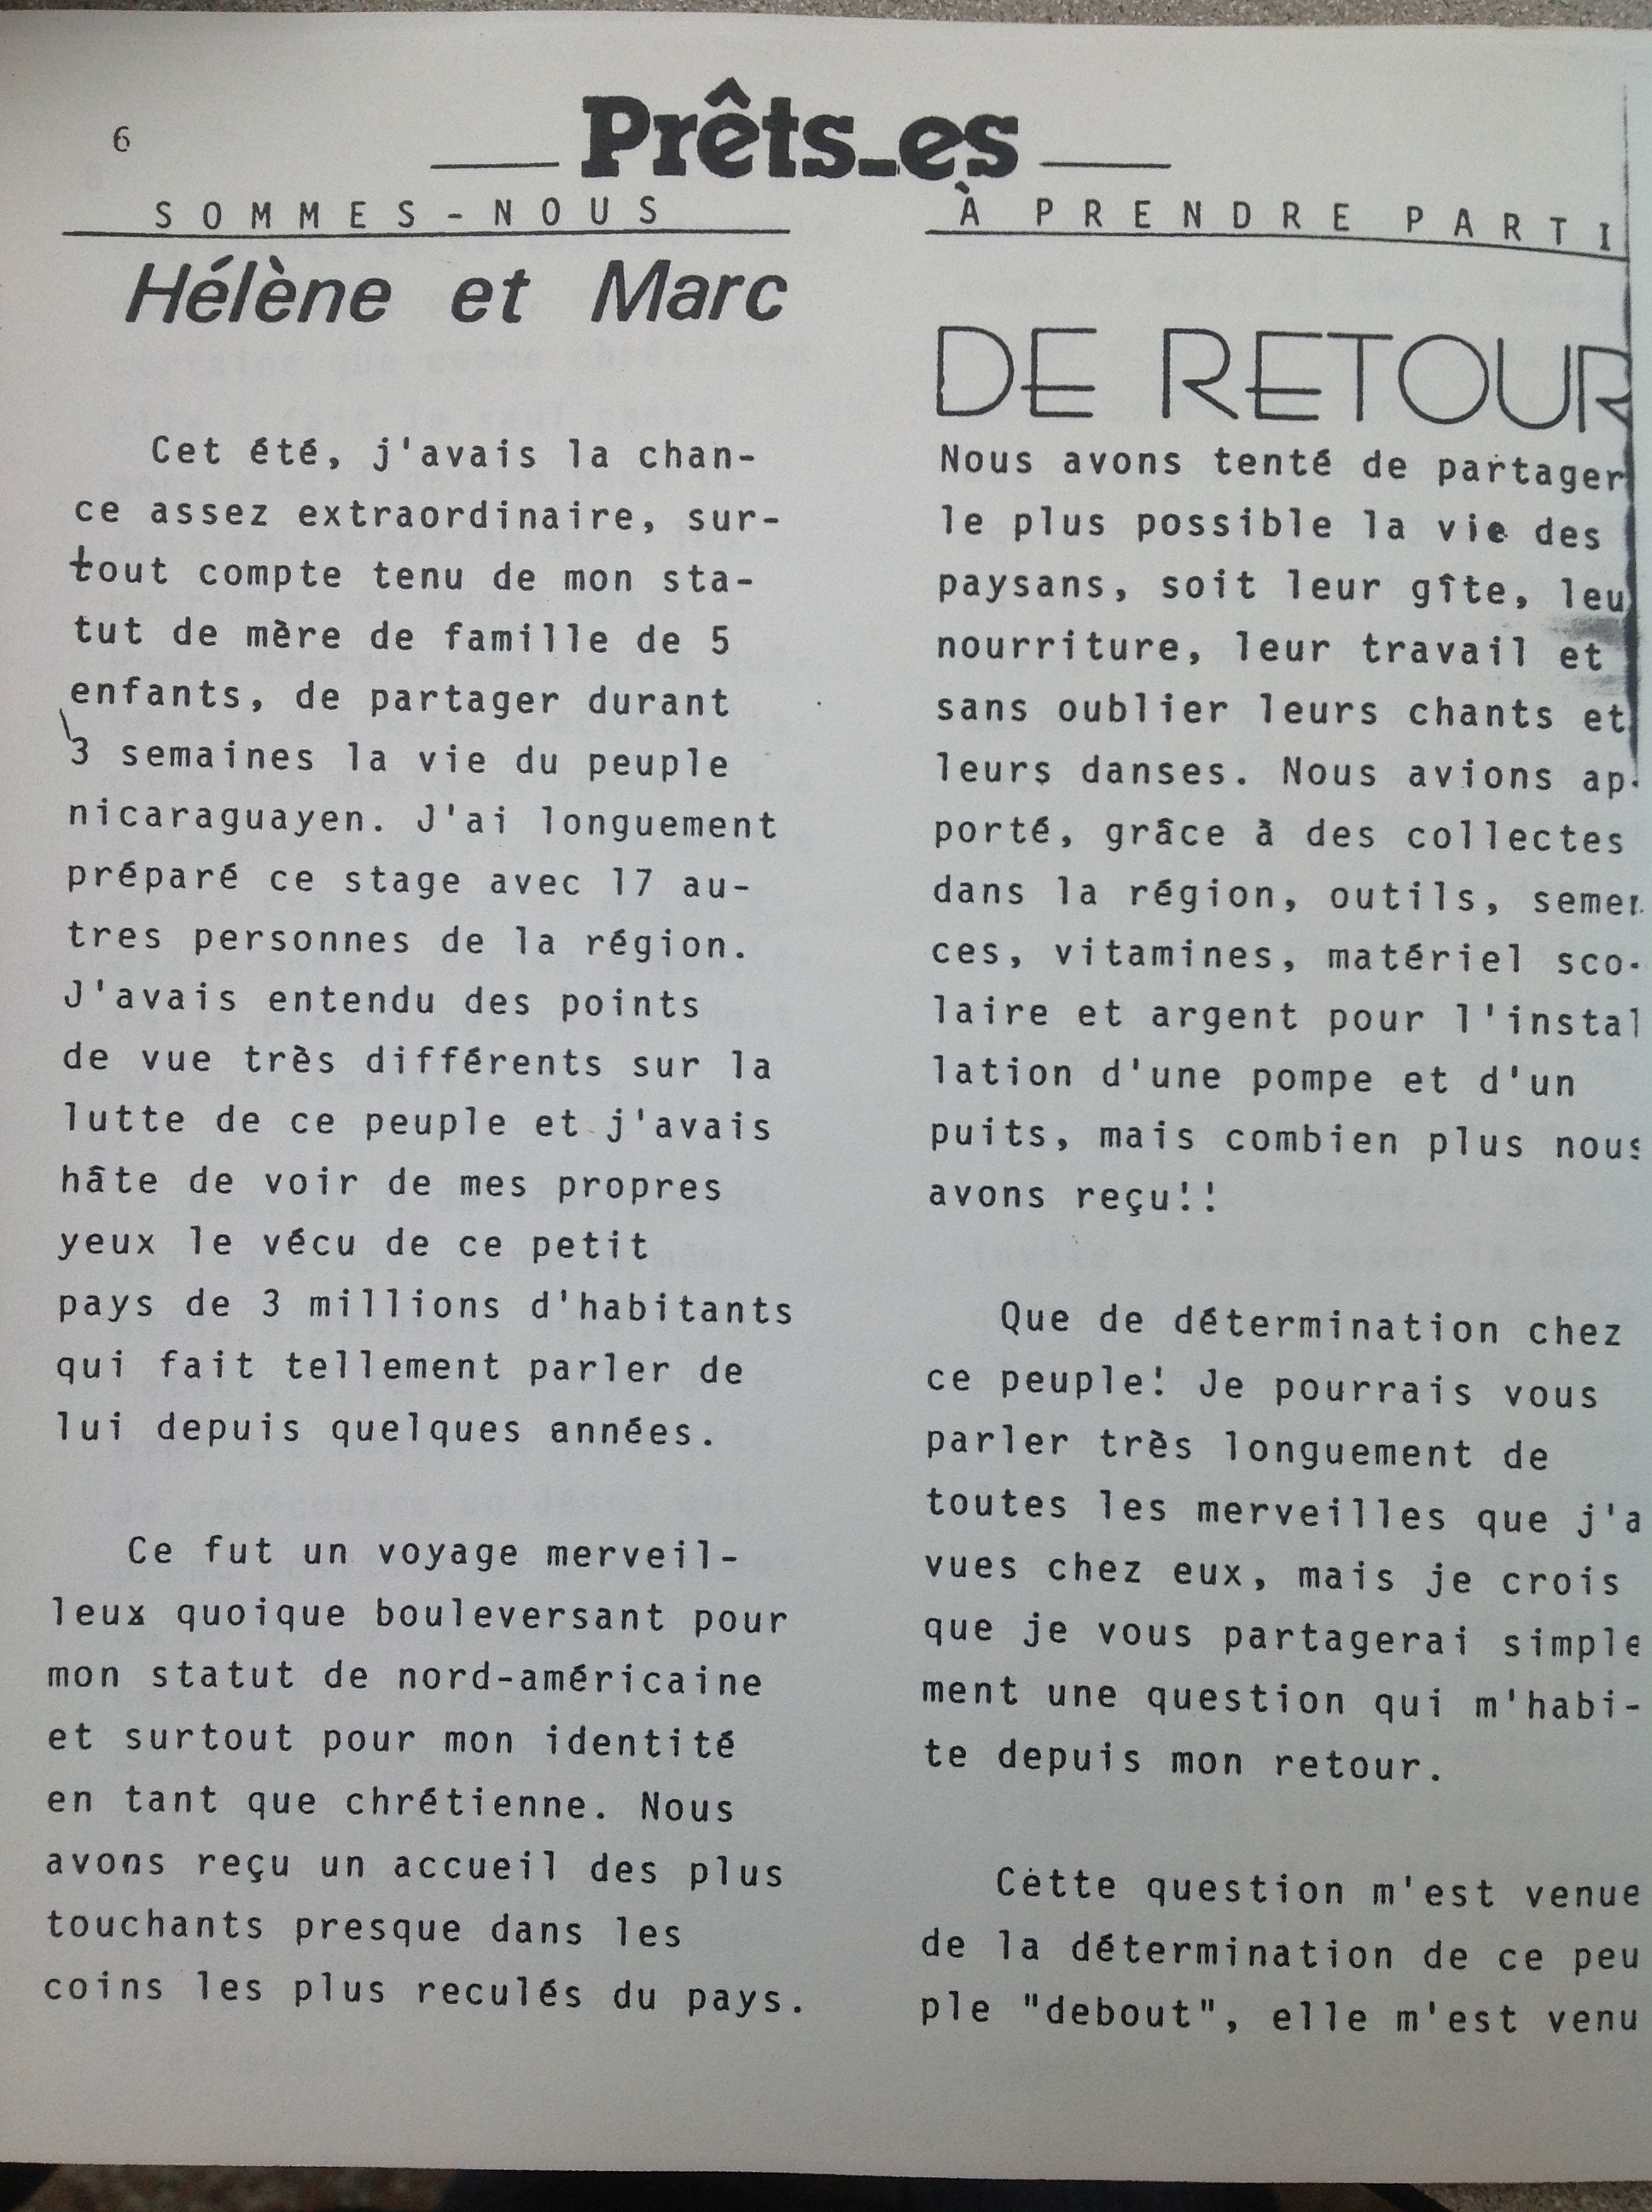 6
Prêts-es
SOMMES-NOUS
À PRENDRE PARTI
Hélène et Marc
Cet été, j'avais la chan-
ce assez extraordinaire, sur-
tout compte tenu de mon sta-
tut de mère de famille de 5
enfants, de partager durant
3 semaines la vie du peuple
nicaraguayen. J'ai longuement
préparé ce stage avec 17 au-
tres personnes de la région.
J'avais entendu des points
de vue très différents sur la
lutte de ce peuple et j'avais
hâte de voir de mes propres
yeux le vécu de ce petit
pays de 3 millions d'habitants
qui fait tellement parler de
lui depuis quelques années.
Ce fut un voyage merveil-
leux quoique bouleversant pour
mon statut de nord-américaine
et surtout pour mon identité
en tant que chrétienne. Nous
avons reçu un accueil des plus
touchants presque dans les
coins les plus reculés du pays.
DE RETOUR
Nous avons tenté de partager
le plus possible la vie des
paysans, soit leur gîte, leu
nourriture, leur travail et
sans oublier leurs chants et
leurs danses. Nous avions ap-
porté, grâce à des collectes
dans la région, outils, semen
ces, vitamines, matériel sco-
laire et argent pour l'instal
lation d'une pompe et d'un
puits, mais combien plus nous
avons reçu!!
Que de détermination chez
ce peuple! Je pourrais vous
parler très longuement de
toutes les merveilles que j'a
vues chez eux, mais je crois
que je vous partagerai simple
ment une question qui m'habi-
te depuis mon retour.
Cette question m'est venue
de la détermination de ce peu
ple "debout", elle m'est venu